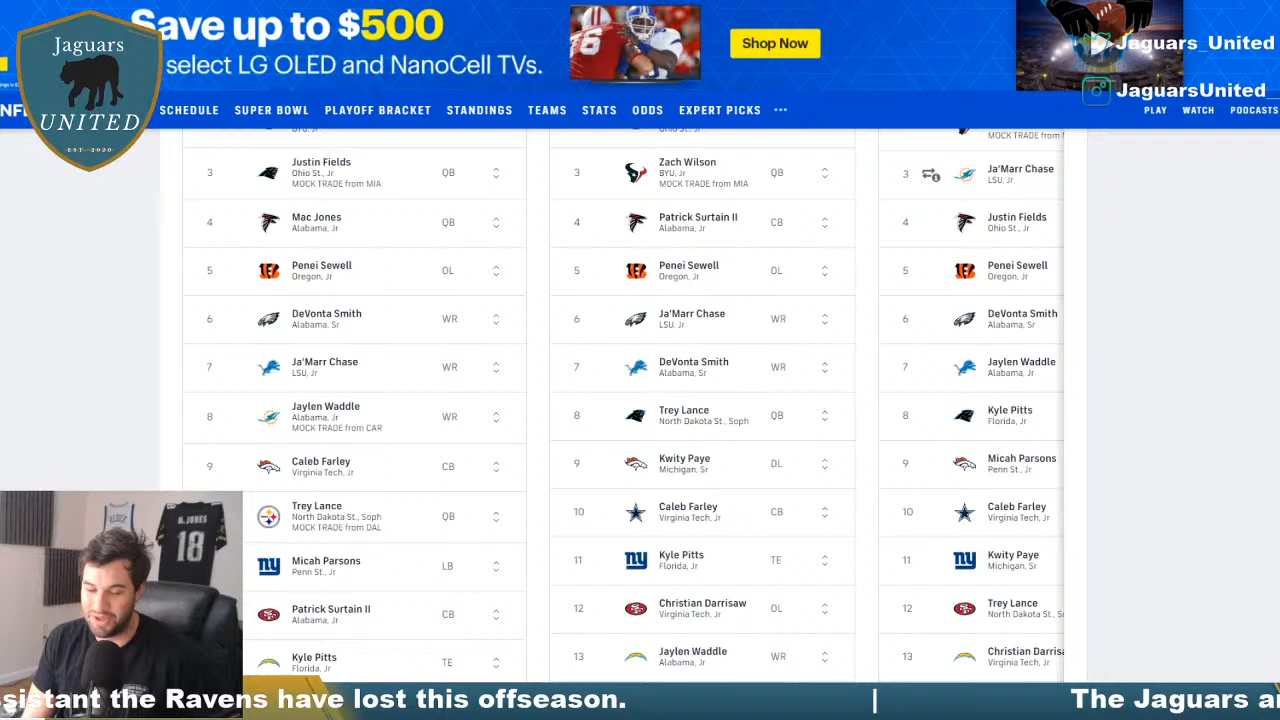 Save up to $500
select LG OLED and NanoCell TVs.
Shop Now
Jaguars
UNITED
EST. 2020
Jaguars_United
JaguarsUnited_
SCHEDULE SUPER BOWL PLAYOFF BRACKET STANDINGS TEAMS STATS ODDS EXPERT PICKS PLAY WATCH PODCASTS
3 Justin Fields QB
Ohio St., Jr
MOCK TRADE from MIA
4 Mac Jones QB
Alabama, Jr
5 Penei Sewell OL
Oregon, Jr
6 DeVonta Smith WR
Alabama, Sr
7 Ja'Marr Chase WR
LSU, Jr
8 Jaylen Waddle WR
Alabama, Jr
MOCK TRADE from CAR
9 Caleb Farley CB
Virginia Tech, Jr
Trey Lance QB
North Dakota St., Soph
MOCK TRADE from DAL
ny Micah Parsons LB
Penn St., Jr
Patrick Surtain II CB
Alabama, Jr
Kyle Pitts TE
Florida, Jr
3 Zach Wilson QB
BYU, Jr
MOCK TRADE from MIA
4 Patrick Surtain II CB
Alabama, Jr
5 Penei Sewell OL
Oregon, Jr
6 Ja'Marr Chase WR
LSU, Jr
7 DeVonta Smith WR
Alabama, Sr
8 Trey Lance QB
North Dakota St., Soph
9 Kwity Paye DL
Michigan, Sr
10 Caleb Farley CB
Virginia Tech, Jr
11 ny Kyle Pitts TE
Florida, Jr
12 Christian Darrisaw OL
Virginia Tech, Jr
13 Jaylen Waddle WR
Alabama, Jr
MOCK TRADE from
3 Ja'Marr Chase
LSU, Jr
4 Justin Fields
Ohio St., Jr
5 Penei Sewell
Oregon, Jr
6 DeVonta Smith
Alabama, Sr
7 Jaylen Waddle
Alabama, Jr
8 Kyle Pitts
Florida, Jr
9 Micah Parsons
Penn St., Jr
10 Caleb Farley
Virginia Tech, Jr
11 ny Kwity Paye
Michigan, Sr
12 Trey Lance
North Dakota St., S
13 Christian Darris
Virginia Tech, Jr
D.JONES
18
sistant the Ravens have lost this offseason. | The Jaguars a